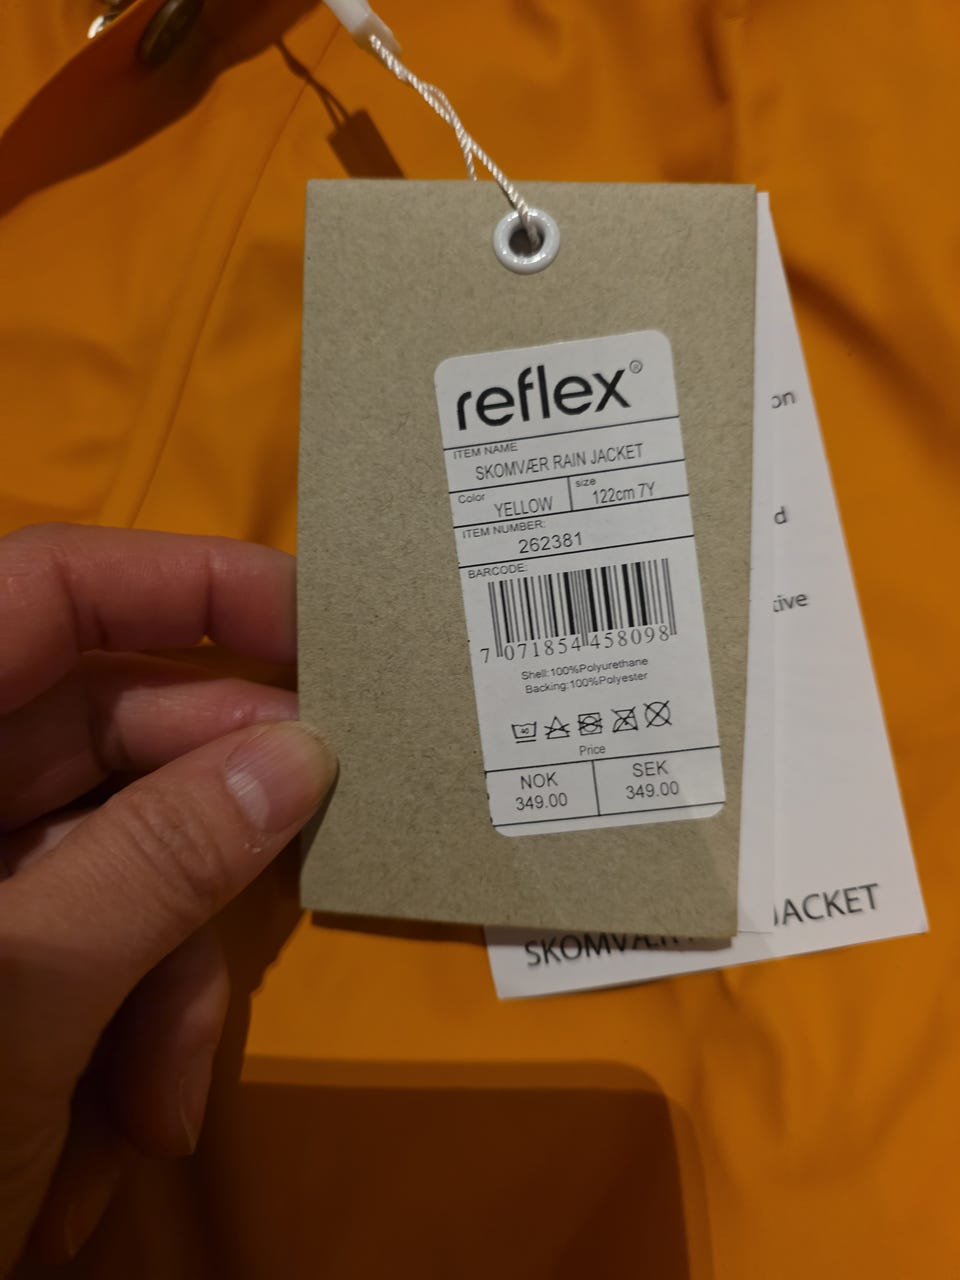 reflex®
ITEM NAME
SKOMVÆR RAIN JACKET
Color
YELLOW
size
122cm 7Y
ITEM NUMBER:
262381
BARCODE:
7 071854 458098
Shell:100%Polyurethane
Backing:100%Polyester
40
Price
NOK
349.00
SEK
349.00
on
d
tive
SKOMVÆR JACKET